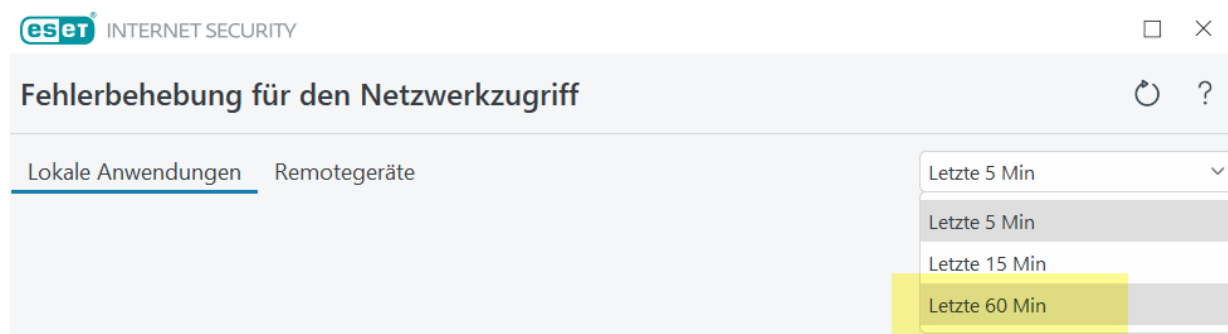 eset® INTERNET SECURITY
Fehlerbehebung für den Netzwerkzugriff ?
Lokale Anwendungen Remotegeräte Letzte 5 Min
Letzte 5 Min
Letzte 15 Min
Letzte 60 Min